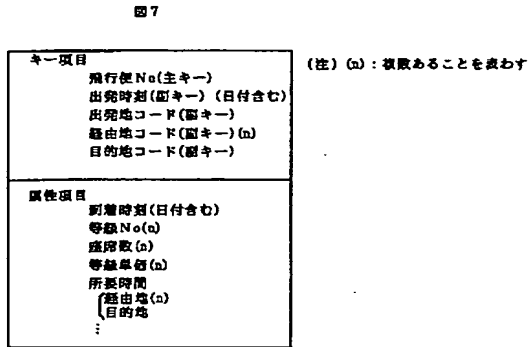 図7
キー項目
飛行便No(主キー)
出発時刻(副キー)(日付含む)
出発地コード(副キー)
経由地コード(副キー)(n)
目的地コード(副キー)
(注)(n):複数あることを表わす
属性項目
到着時刻(日付含む)
等級No(n)
座席数(n)
等級単価(n)
所要時間
経由地(n)
目的地
⋮